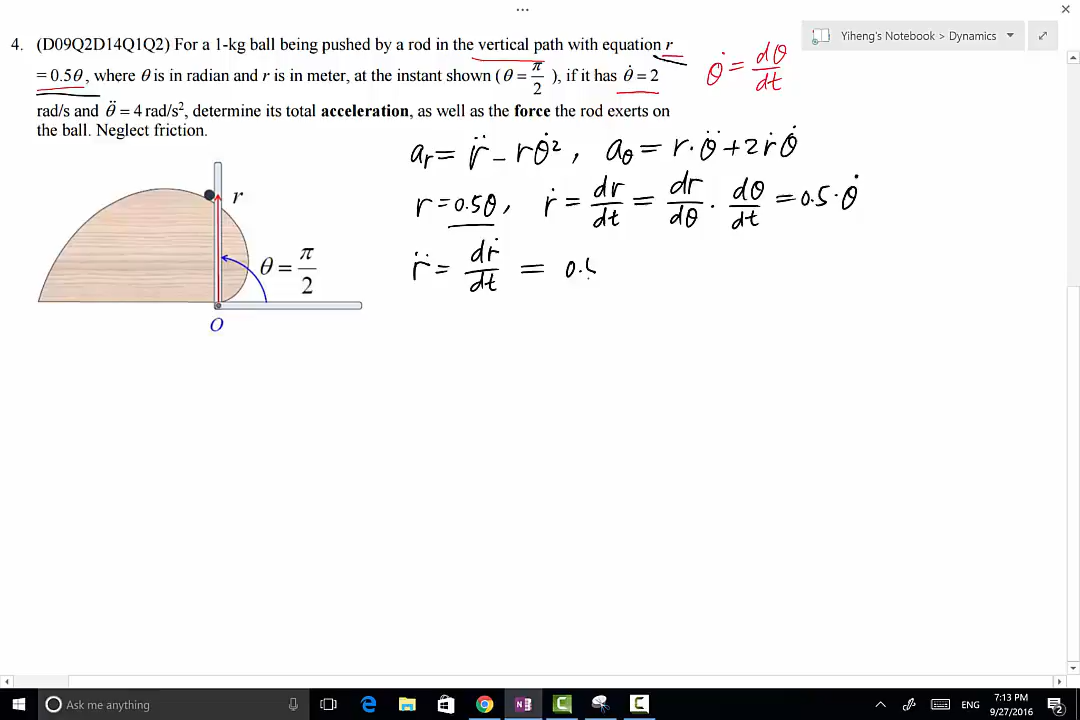 ...
Yiheng's Notebook > Dynamics
4. (D09Q2D14Q1Q2) For a 1-kg ball being pushed by a rod in the vertical path with equation r
= 0.5θ, where θ is in radian and r is in meter, at the instant shown (θ = π/2), if it has θ̇ = 2
rad/s and θ̈ = 4 rad/s², determine its total acceleration, as well as the force the rod exerts on
the ball. Neglect friction.
θ̇ = dθ/dt
aᵣ = r̈ − rθ̇², a_θ = r·θ̈ + 2ṙθ̇
r = 0.5θ, ṙ = dr/dt = dr/dθ · dθ/dt = 0.5·θ̇
r̈ = dṙ/dt =
r
θ = π/2
O
Ask me anything
ENG
7:13 PM
9/27/2016
2